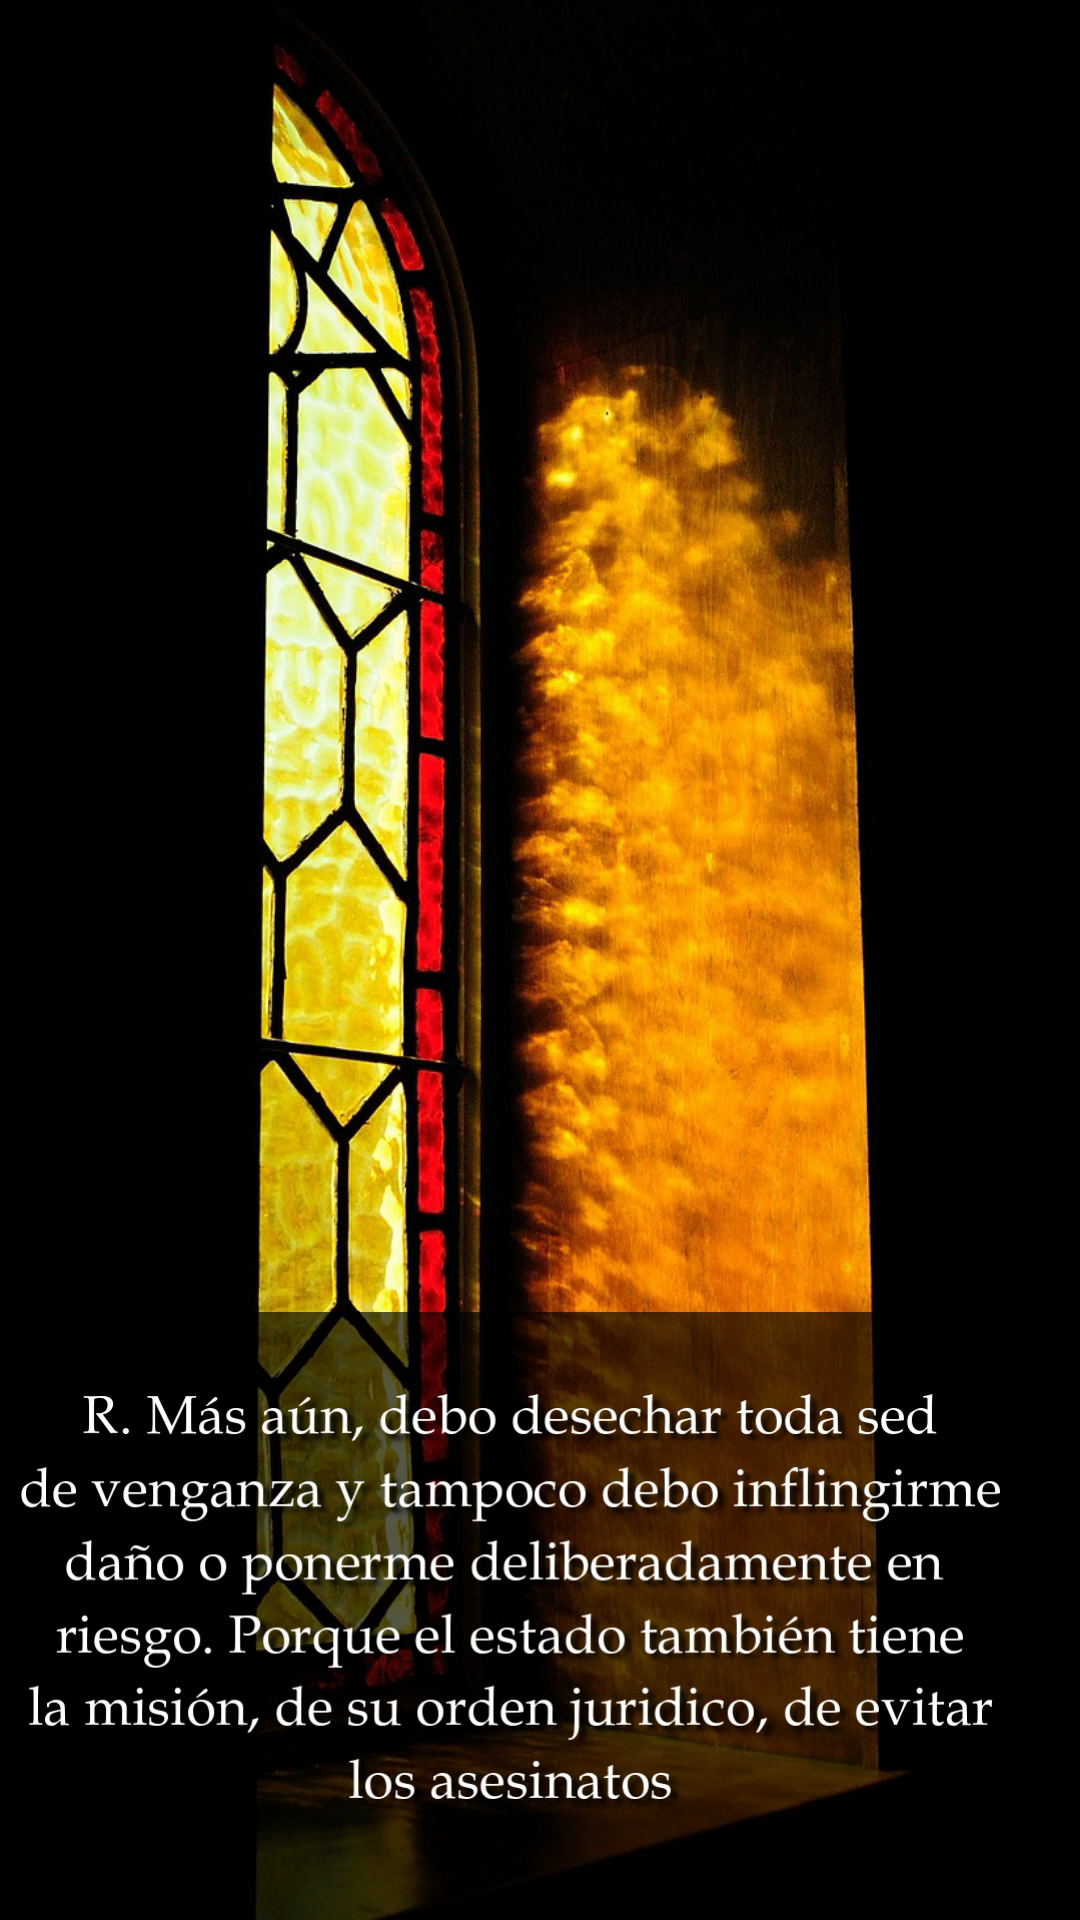 R. Más aún, debo desechar toda sed
de venganza y tampoco debo inflingirme
daño o ponerme deliberadamente en
riesgo. Porque el estado también tiene
la misión, de su orden juridico, de evitar
los asesinatos